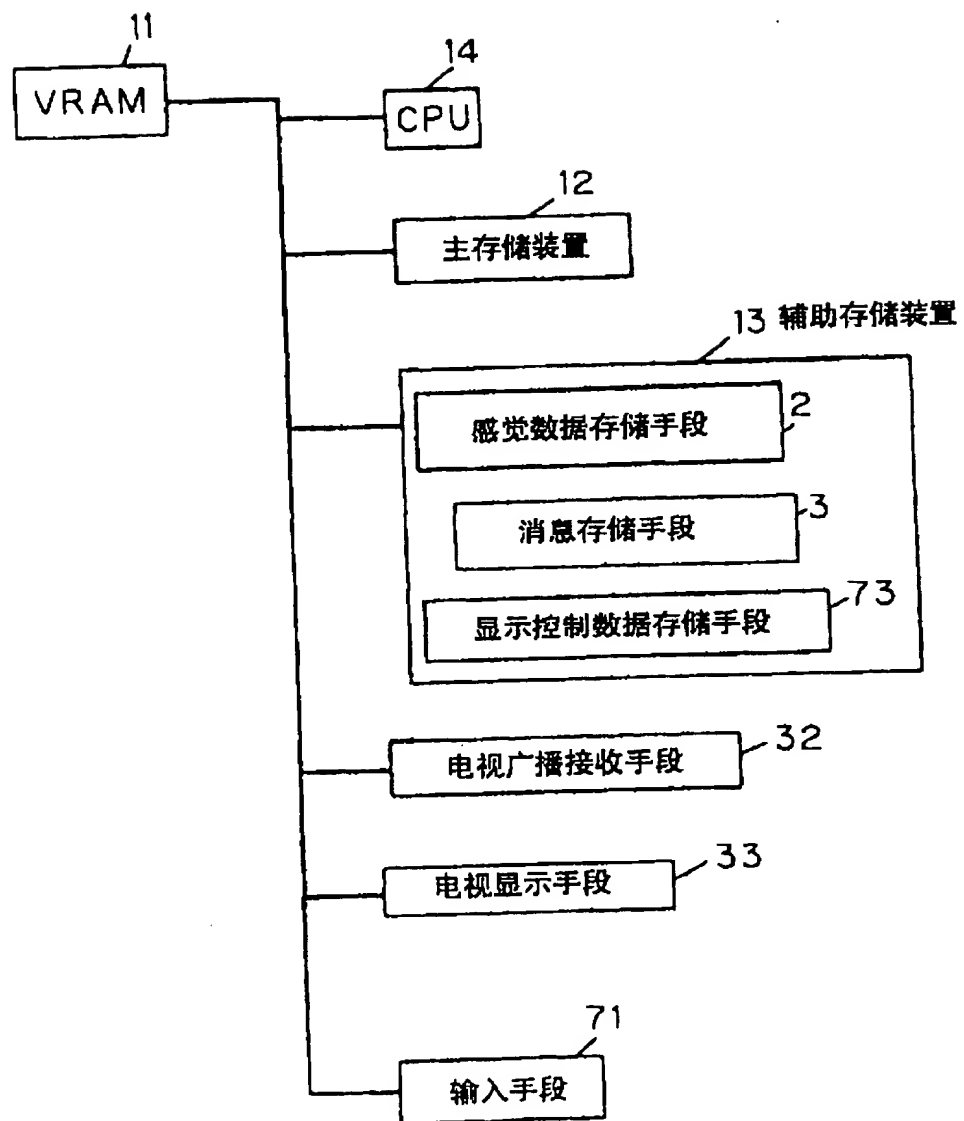 11
VRAM
14
CPU
12
主存储装置
13 辅助存储装置
感觉数据存储手段
2
消息存储手段
3
显示控制数据存储手段
73
电视广播接收手段
32
电视显示手段
33
71
输入手段